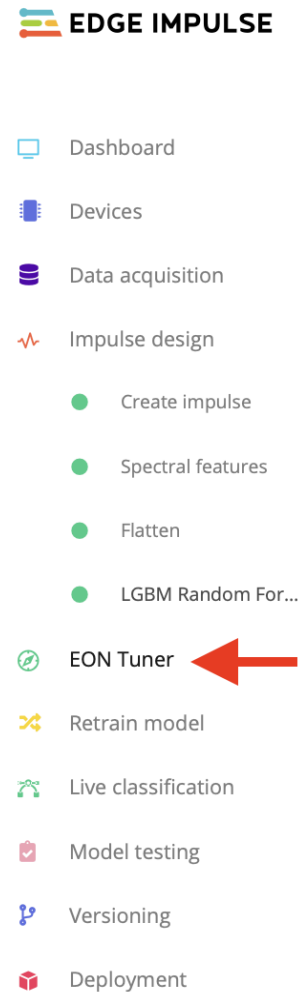 EDGE IMPULSE
Dashboard
Devices
Data acquisition
Impulse design
Create impulse
Spectral features
Flatten
LGBM Random For...
EON Tuner
Retrain model
Live classification
Model testing
Versioning
Deployment